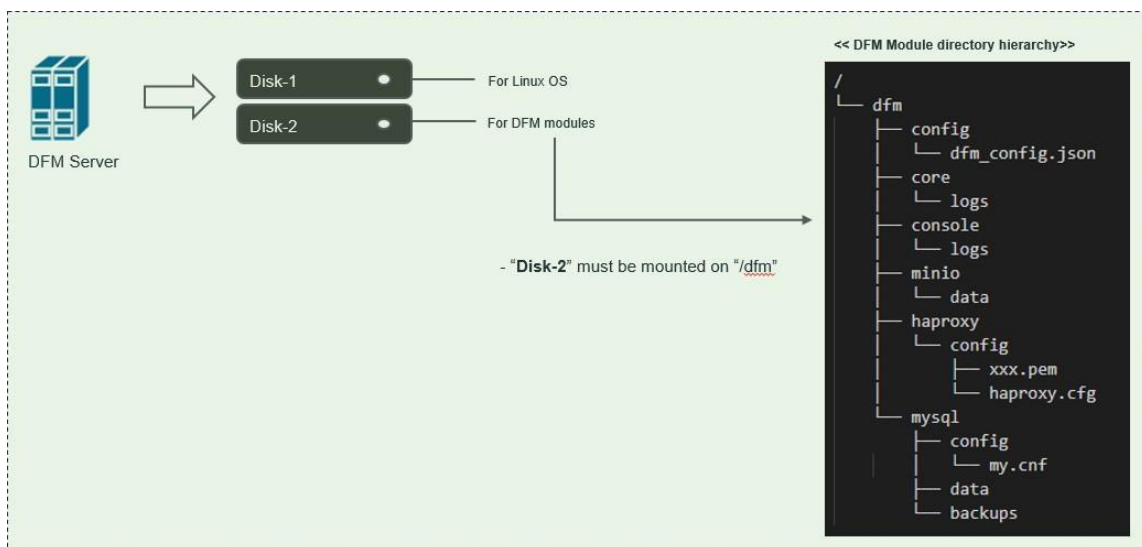 DFM Server
Disk-1
Disk-2
For Linux OS
For DFM modules
- “Disk-2” must be mounted on “/dfm”
<< DFM Module directory hierarchy>>
/
└── dfm
    ├── config
    │   └── dfm_config.json
    ├── core
    │   └── logs
    ├── console
    │   └── logs
    ├── minio
    │   └── data
    ├── haproxy
    │   └── config
    │       ├── xxx.pem
    │       └── haproxy.cfg
    └── mysql
        ├── config
        │   └── my.cnf
        ├── data
        └── backups